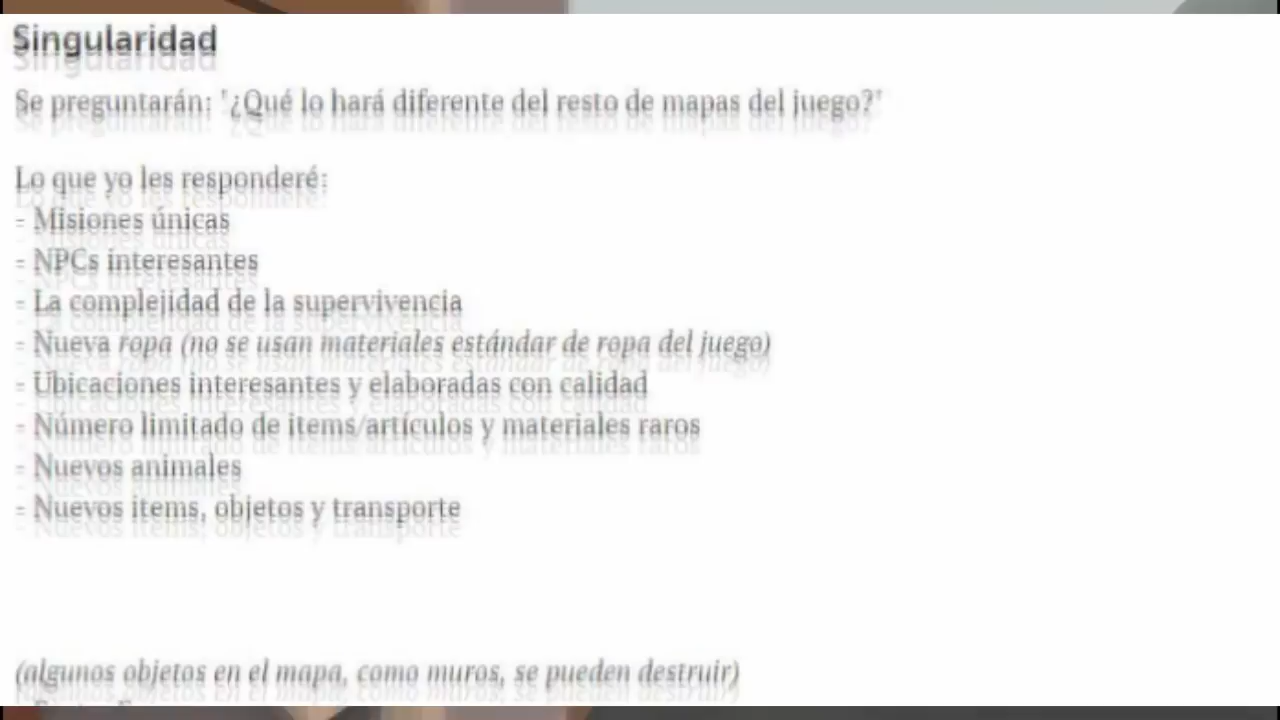 Singularidad
Se preguntarán: '¿Qué lo hará diferente del resto de mapas del juego?'
Lo que yo les responderé:
- Misiones únicas
- NPCs interesantes
- La complejidad de la supervivencia
- Nueva ropa (no se usan materiales estándar de ropa del juego)
- Ubicaciones interesantes y elaboradas con calidad
- Número limitado de items/artículos y materiales raros
- Nuevos animales
- Nuevos items, objetos y transporte
(algunos objetos en el mapa, como muros, se pueden destruir)